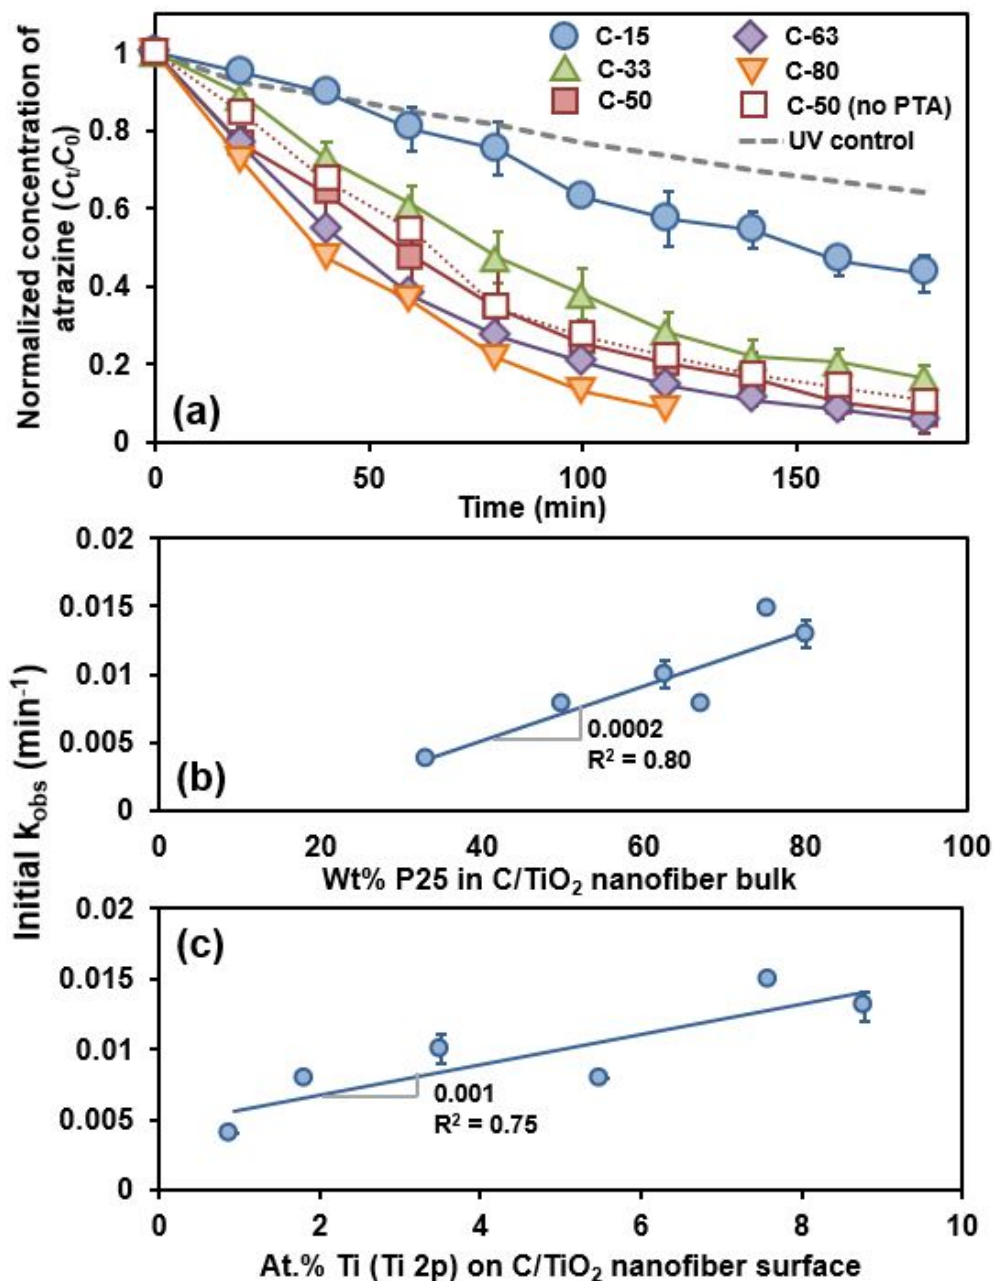 Normalized concentration of
atrazine (Cₜ/C₀)
1
0.8
0.6
0.4
0.2
0
C-15
C-33
C-50
C-63
C-80
C-50 (no PTA)
UV control
(a)
0
50
100
150
Time (min)
Initial k_obs (min⁻¹)
0.02
0.015
0.01
0.005
0
0.0002
R² = 0.80
(b)
0
20
40
60
80
100
Wt% P25 in C/TiO₂ nanofiber bulk
0.02
0.015
0.01
0.005
0
(c)
0.001
R² = 0.75
0
2
4
6
8
10
At.% Ti (Ti 2p) on C/TiO₂ nanofiber surface